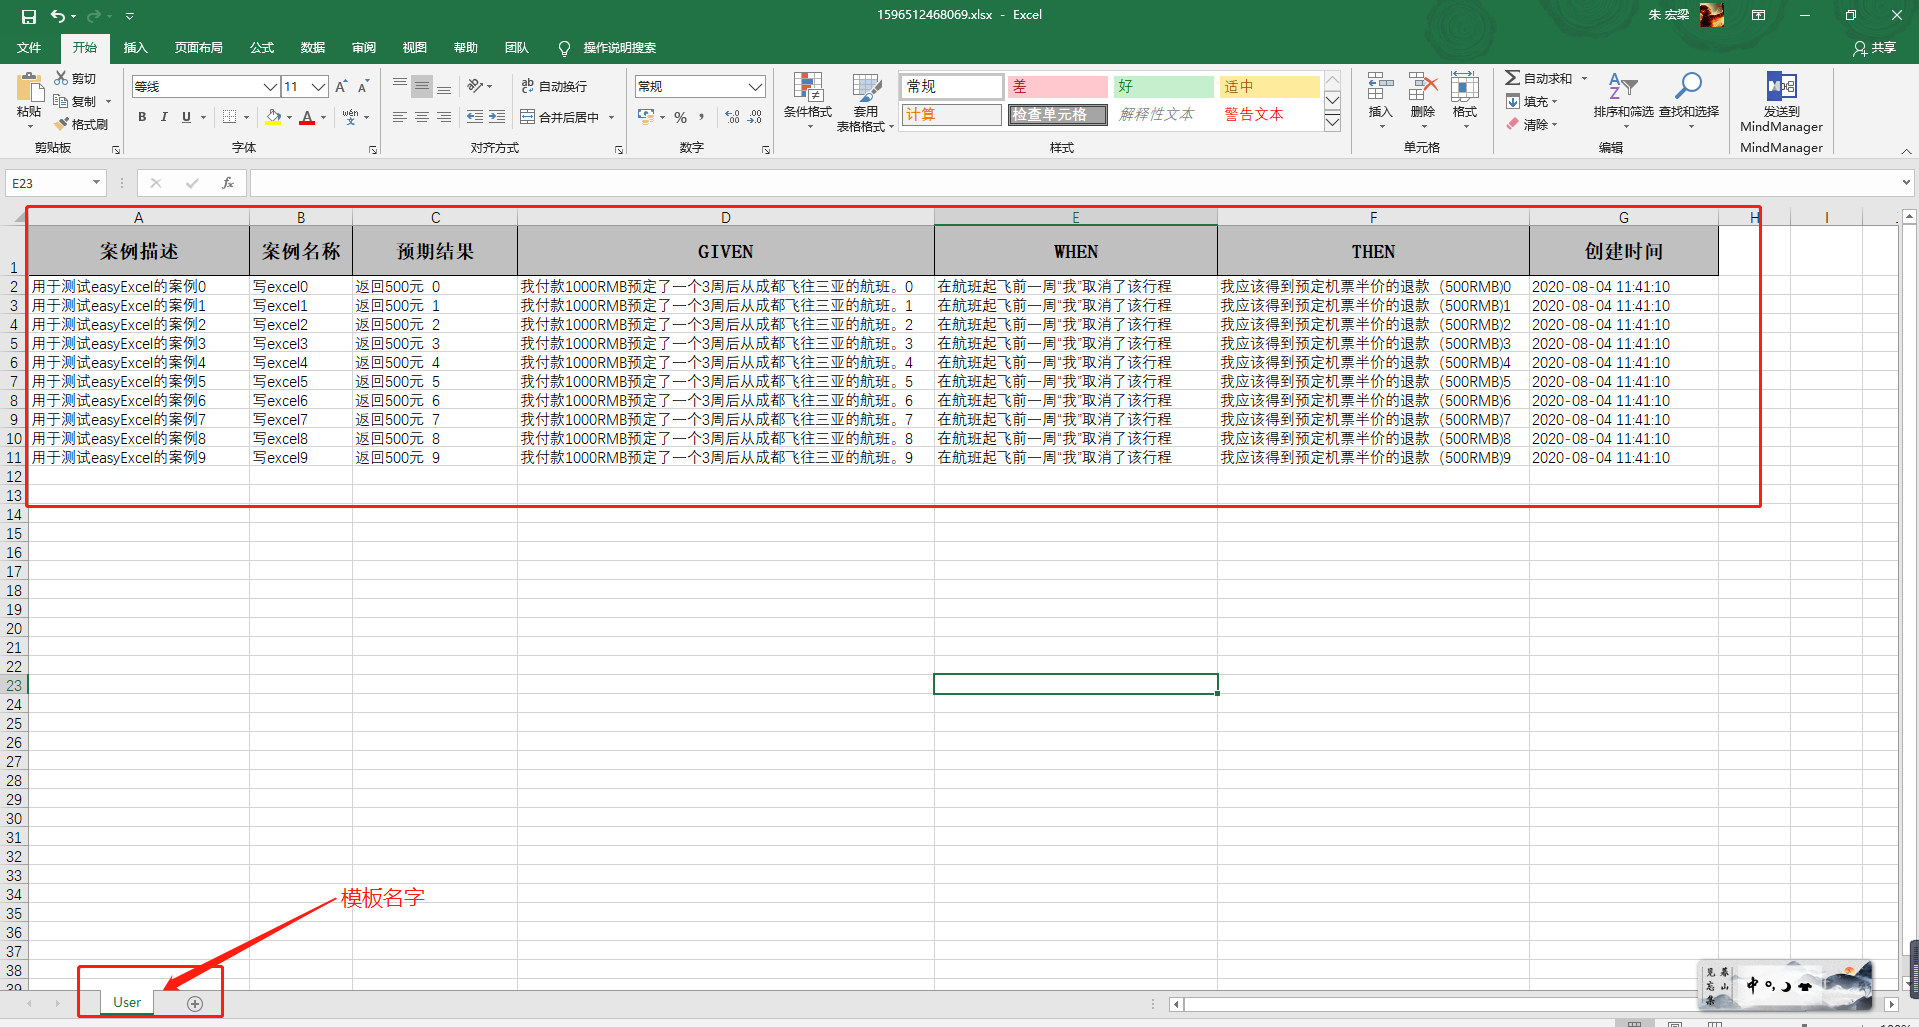 1596512468069.xlsx - Excel
朱 宏梁
文件 开始 插入 页面布局 公式 数据 审阅 视图 帮助 团队 操作说明搜索 共享
粘贴 剪切 复制 格式刷 剪贴板
等线 11 A A B I U A wén 字体
自动换行 合并后居中 对齐方式
常规 % 数字
条件格式 套用 表格格式
常规 差 好 适中
计算 检查单元格 解释性文本 警告文本
样式
插入 删除 格式 单元格
自动求和 填充 清除 排序和筛选 查找和选择 编辑
发送到 MindManager
MindManager
E23 fx
A B C D E F G H I
1 案例描述 案例名称 预期结果 GIVEN WHEN THEN 创建时间
2 用于测试easyExcel的案例0 写excel0 返回500元 0 我付款1000RMB预定了一个3周后从成都飞往三亚的航班。0 在航班起飞前一周“我”取消了该行程 我应该得到预定机票半价的退款（500RMB)0 2020-08-04 11:41:10
3 用于测试easyExcel的案例1 写excel1 返回500元 1 我付款1000RMB预定了一个3周后从成都飞往三亚的航班。1 在航班起飞前一周“我”取消了该行程 我应该得到预定机票半价的退款（500RMB)1 2020-08-04 11:41:10
4 用于测试easyExcel的案例2 写excel2 返回500元 2 我付款1000RMB预定了一个3周后从成都飞往三亚的航班。2 在航班起飞前一周“我”取消了该行程 我应该得到预定机票半价的退款（500RMB)2 2020-08-04 11:41:10
5 用于测试easyExcel的案例3 写excel3 返回500元 3 我付款1000RMB预定了一个3周后从成都飞往三亚的航班。3 在航班起飞前一周“我”取消了该行程 我应该得到预定机票半价的退款（500RMB)3 2020-08-04 11:41:10
6 用于测试easyExcel的案例4 写excel4 返回500元 4 我付款1000RMB预定了一个3周后从成都飞往三亚的航班。4 在航班起飞前一周“我”取消了该行程 我应该得到预定机票半价的退款（500RMB)4 2020-08-04 11:41:10
7 用于测试easyExcel的案例5 写excel5 返回500元 5 我付款1000RMB预定了一个3周后从成都飞往三亚的航班。5 在航班起飞前一周“我”取消了该行程 我应该得到预定机票半价的退款（500RMB)5 2020-08-04 11:41:10
8 用于测试easyExcel的案例6 写excel6 返回500元 6 我付款1000RMB预定了一个3周后从成都飞往三亚的航班。6 在航班起飞前一周“我”取消了该行程 我应该得到预定机票半价的退款（500RMB)6 2020-08-04 11:41:10
9 用于测试easyExcel的案例7 写excel7 返回500元 7 我付款1000RMB预定了一个3周后从成都飞往三亚的航班。7 在航班起飞前一周“我”取消了该行程 我应该得到预定机票半价的退款（500RMB)7 2020-08-04 11:41:10
10 用于测试easyExcel的案例8 写excel8 返回500元 8 我付款1000RMB预定了一个3周后从成都飞往三亚的航班。8 在航班起飞前一周“我”取消了该行程 我应该得到预定机票半价的退款（500RMB)8 2020-08-04 11:41:10
11 用于测试easyExcel的案例9 写excel9 返回500元 9 我付款1000RMB预定了一个3周后从成都飞往三亚的航班。9 在航班起飞前一周“我”取消了该行程 我应该得到预定机票半价的退款（500RMB)9 2020-08-04 11:41:10
12
13
14
15
16
17
18
19
20
21
22
23
24
25
26
27
28
29
30
31
32
33
34
35
36
37
38
39
模板名字
User
暮山
见忘条
中